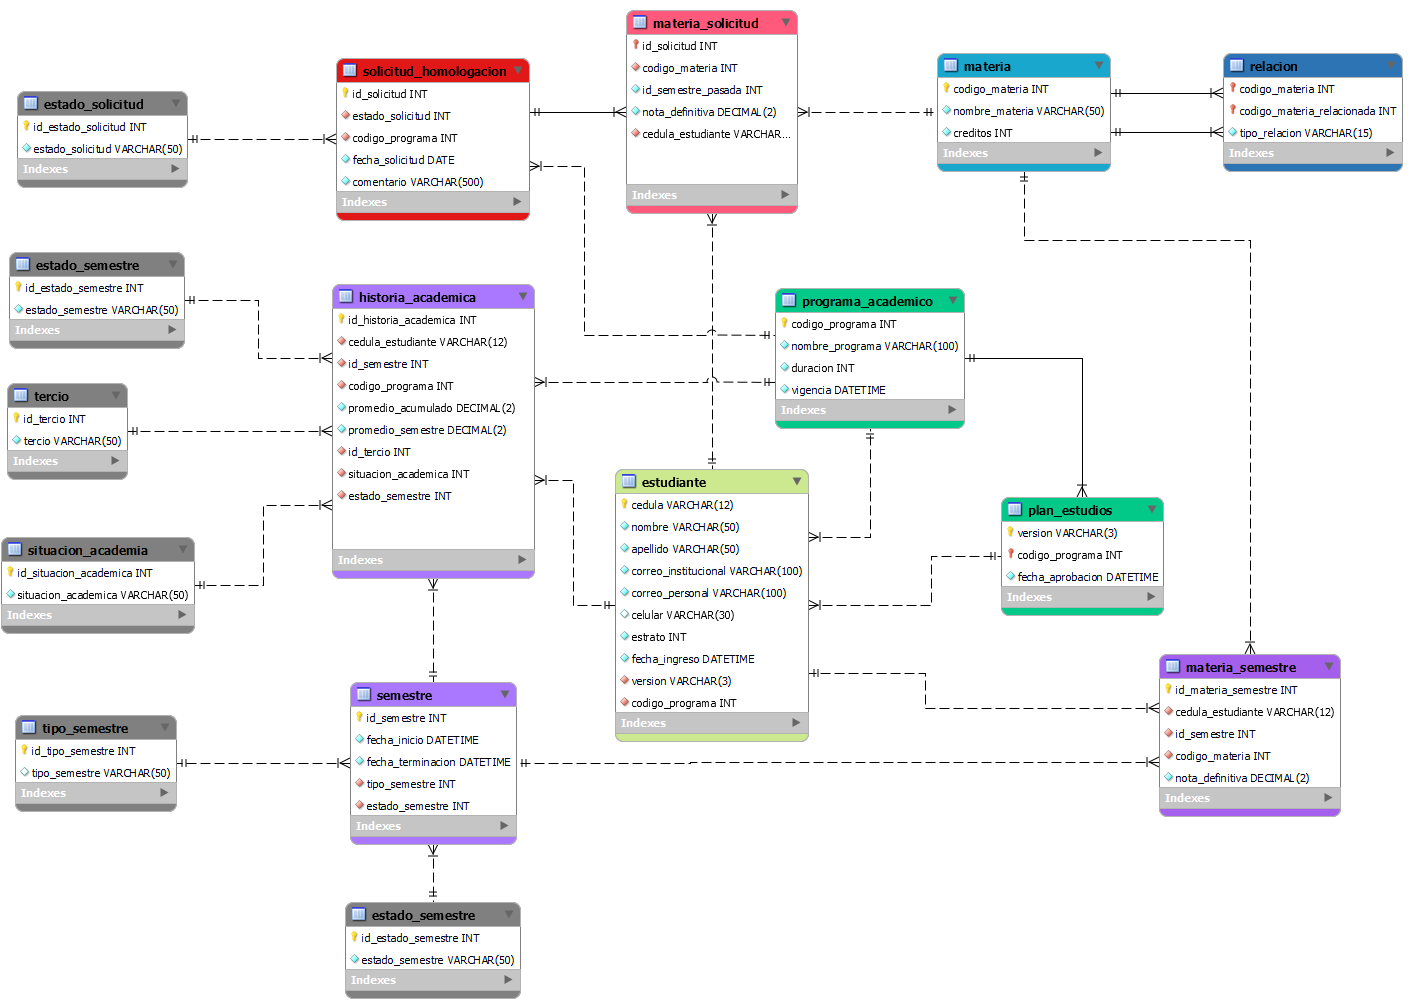 materia_solicitud
id_solicitud INT
codigo_materia INT
id_semestre_pasada INT
nota_definitiva DECIMAL(2)
cedula_estudiante VARCHAR...
Indexes
solicitud_homologacion
id_solicitud INT
estado_solicitud INT
codigo_programa INT
fecha_solicitud DATE
comentario VARCHAR(500)
Indexes
materia
codigo_materia INT
nombre_materia VARCHAR(50)
creditos INT
Indexes
relacion
codigo_materia INT
codigo_materia_relacionada INT
tipo_relacion VARCHAR(15)
Indexes
estado_solicitud
id_estado_solicitud INT
estado_solicitud VARCHAR(50)
Indexes
estado_semestre
id_estado_semestre INT
estado_semestre VARCHAR(50)
Indexes
historia_academica
id_historia_academica INT
cedula_estudiante VARCHAR(12)
id_semestre INT
codigo_programa INT
promedio_acumulado DECIMAL(2)
promedio_semestre DECIMAL(2)
id_tercio INT
situacion_academica INT
estado_semestre INT
Indexes
programa_academico
codigo_programa INT
nombre_programa VARCHAR(100)
duracion INT
vigencia DATETIME
Indexes
tercio
id_tercio INT
tercio VARCHAR(50)
Indexes
estudiante
cedula VARCHAR(12)
nombre VARCHAR(50)
apellido VARCHAR(50)
correo_institucional VARCHAR(100)
correo_personal VARCHAR(100)
celular VARCHAR(30)
estrato INT
fecha_ingreso DATETIME
version VARCHAR(3)
codigo_programa INT
Indexes
plan_estudios
version VARCHAR(3)
codigo_programa INT
fecha_aprobacion DATETIME
Indexes
situacion_academia
id_situacion_academica INT
situacion_academica VARCHAR(50)
Indexes
materia_semestre
id_materia_semestre INT
cedula_estudiante VARCHAR(12)
id_semestre INT
codigo_materia INT
nota_definitiva DECIMAL(2)
Indexes
semestre
id_semestre INT
fecha_inicio DATETIME
fecha_terminacion DATETIME
tipo_semestre INT
estado_semestre INT
Indexes
tipo_semestre
id_tipo_semestre INT
tipo_semestre VARCHAR(50)
Indexes
estado_semestre
id_estado_semestre INT
estado_semestre VARCHAR(50)
Indexes